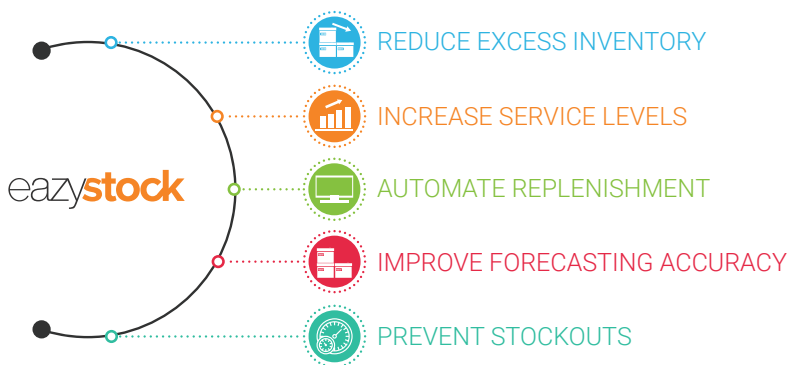 REDUCE EXCESS INVENTORY
INCREASE SERVICE LEVELS
eazystock
AUTOMATE REPLENISHMENT
IMPROVE FORECASTING ACCURACY
PREVENT STOCKOUTS